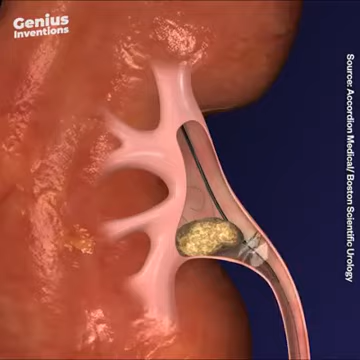 Genius
Inventions
Source: Accordion Medical/ Boston Scientific Urology